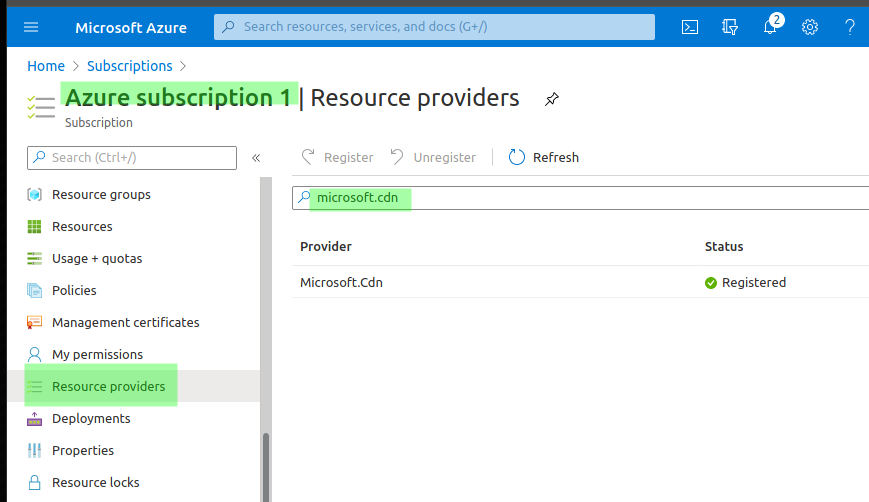 Microsoft Azure
Search resources, services, and docs (G+/)
2
Home > Subscriptions >
Azure subscription 1 | Resource providers
Subscription
Search (Ctrl+/)
«
Register
Unregister
Refresh
microsoft.cdn
Resource groups
Resources
Usage + quotas
Policies
Management certificates
My permissions
Resource providers
Deployments
Properties
Resource locks
Provider Status
Microsoft.Cdn Registered